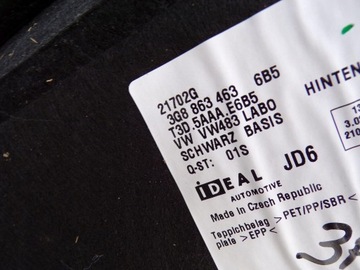 21702G
3G8 863 463 6B5
T3D.5AAA.E6B5
VW VW483 LABO
SCHWARZ BASIS
Q-ST: 01S
JD6
HINTEN
IDEAL
AUTOMOTIVE
Made in Czech Republic
Teppichbelag >PET/PP/SBR<
plate >EPP<